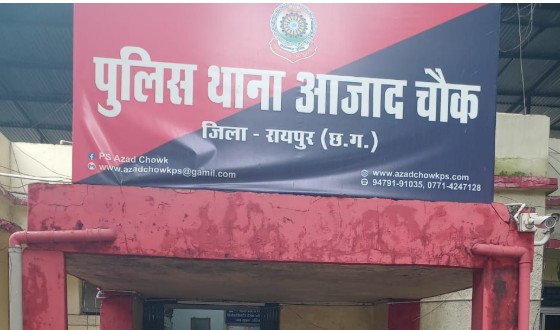 पुलिस थाना आजाद चौक
जिला - रायपुर (छ.ग.)
PS Azad Chowk
www.azadchowkps@gamil.com
www.azadchowkps.com
94791-91035, 0771-4247128